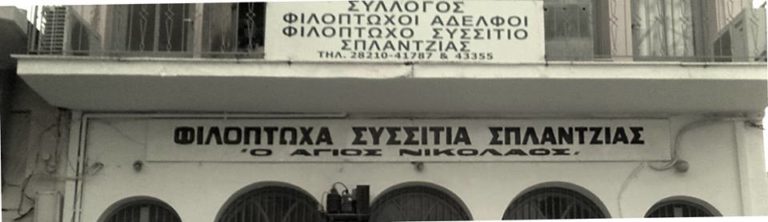 ΣΥΛΛΟΓΟΣ
ΦΙΛΟΠΤΩΧΟΙ ΑΔΕΛΦΟΙ
ΦΙΛΟΠΤΩΧΟ ΣΥΣΣΙΤΙΟ
ΣΠΛΑΝΤΖΙΑΣ
ΤΗΛ. 28210-41787 & 43355
ΦΙΛΟΠΤΩΧΑ ΣΥΣΣΙΤΙΑ ΣΠΛΑΝΤΖΙΑΣ
"Ο ΑΓΙΟΣ ΝΙΚΟΛΑΟΣ"